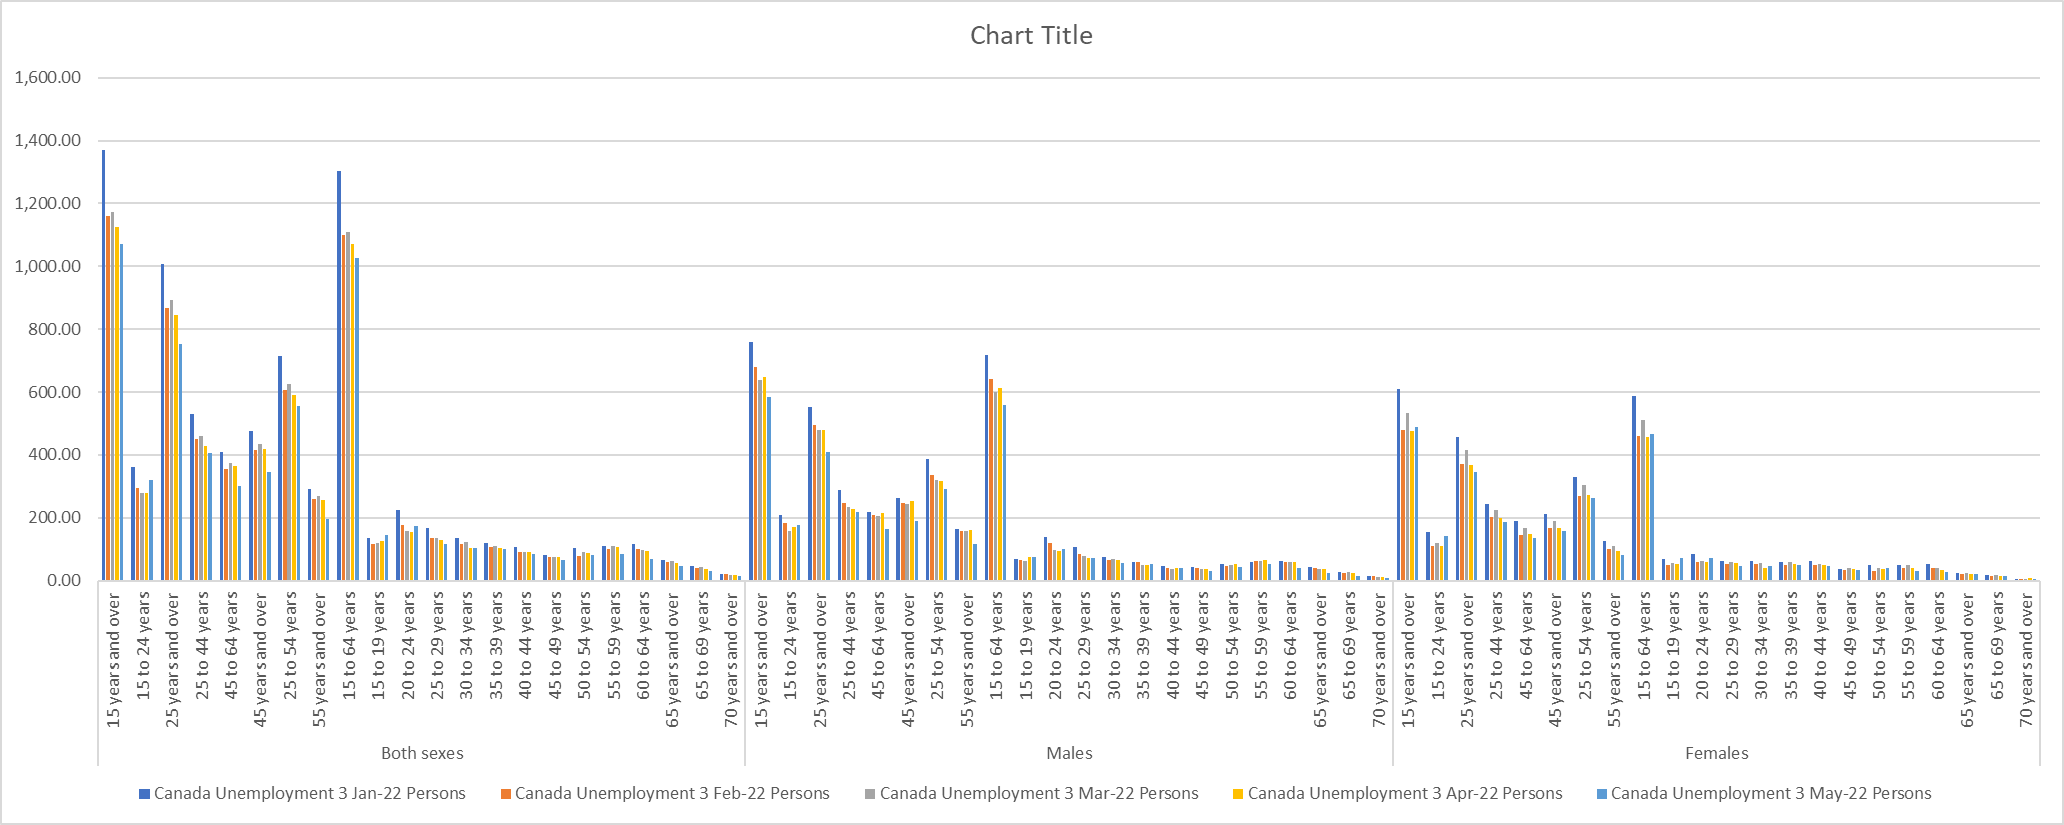 Chart Title
1,600.00
1,400.00
1,200.00
1,000.00
800.00
600.00
400.00
200.00
0.00
15 years and over
15 to 24 years
25 years and over
25 to 44 years
45 to 64 years
45 years and over
25 to 54 years
55 years and over
15 to 64 years
15 to 19 years
20 to 24 years
25 to 29 years
30 to 34 years
35 to 39 years
40 to 44 years
45 to 49 years
50 to 54 years
55 to 59 years
60 to 64 years
65 years and over
65 to 69 years
70 years and over
15 years and over
15 to 24 years
25 years and over
25 to 44 years
45 to 64 years
45 years and over
25 to 54 years
55 years and over
15 to 64 years
15 to 19 years
20 to 24 years
25 to 29 years
30 to 34 years
35 to 39 years
40 to 44 years
45 to 49 years
50 to 54 years
55 to 59 years
60 to 64 years
65 years and over
65 to 69 years
70 years and over
15 years and over
15 to 24 years
25 years and over
25 to 44 years
45 to 64 years
45 years and over
25 to 54 years
55 years and over
15 to 64 years
15 to 19 years
20 to 24 years
25 to 29 years
30 to 34 years
35 to 39 years
40 to 44 years
45 to 49 years
50 to 54 years
55 to 59 years
60 to 64 years
65 years and over
65 to 69 years
70 years and over
Both sexes
Males
Females
Canada Unemployment 3 Jan-22 Persons
Canada Unemployment 3 Feb-22 Persons
Canada Unemployment 3 Mar-22 Persons
Canada Unemployment 3 Apr-22 Persons
Canada Unemployment 3 May-22 Persons